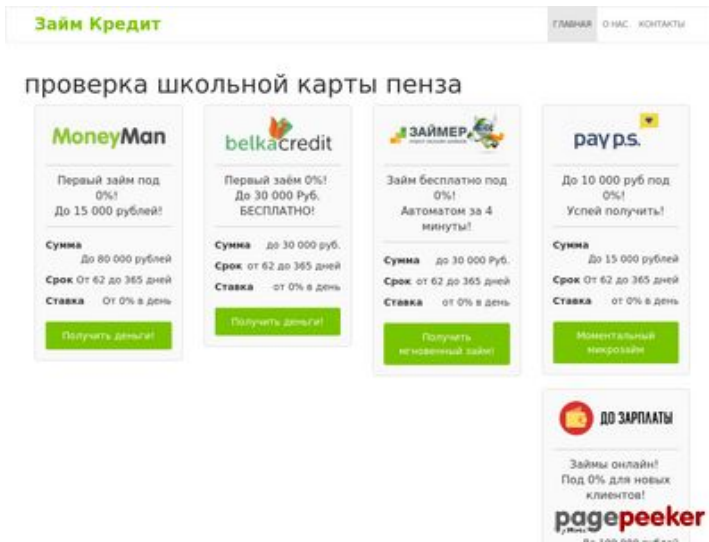 Займ Кредит
ГЛАВНАЯ О НАС КОНТАКТЫ
проверка школьной карты пенза
MoneyMan
Первый займ под
0%!
До 15 000 рублей!
Сумма
До 80 000 рублей
Срок От 62 до 365 дней
Ставка От 0% в день
Получить деньги!
belkacredit
Первый заём 0%!
До 30 000 Руб.
БЕСПЛАТНО!
Сумма до 30 000 руб.
Срок от 62 до 365 дней
Ставка от 0% в день
Получить деньги!
ЗАЙМЕР
Займ бесплатно под
0%!
Автоматом за 4
минуты!
Сумма до 30 000 Руб.
Срок от 62 до 365 дней
Ставка от 0% в день
Получить
мгновенный займ!
pay p.s.
До 10 000 руб под
0%!
Успей получить!
Сумма
До 15 000 рублей
Срок От 62 до 365 дней
Ставка От 0% в день
Моментальный
микрозайм
ДО ЗАРПЛАТЫ
Займы онлайн!
Под 0% для новых
клиентов!
pagepeeker
До 100 000 рублей